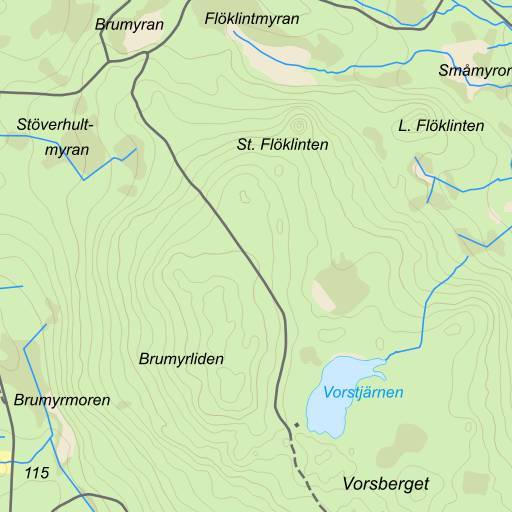 Brumyran
Flöklintmyran
Småmyror
Stöverhult-
myran
L. Flöklinten
St. Flöklinten
Brumyrliden
Vorstjärnen
Brumyrmoren
115
Vorsberget